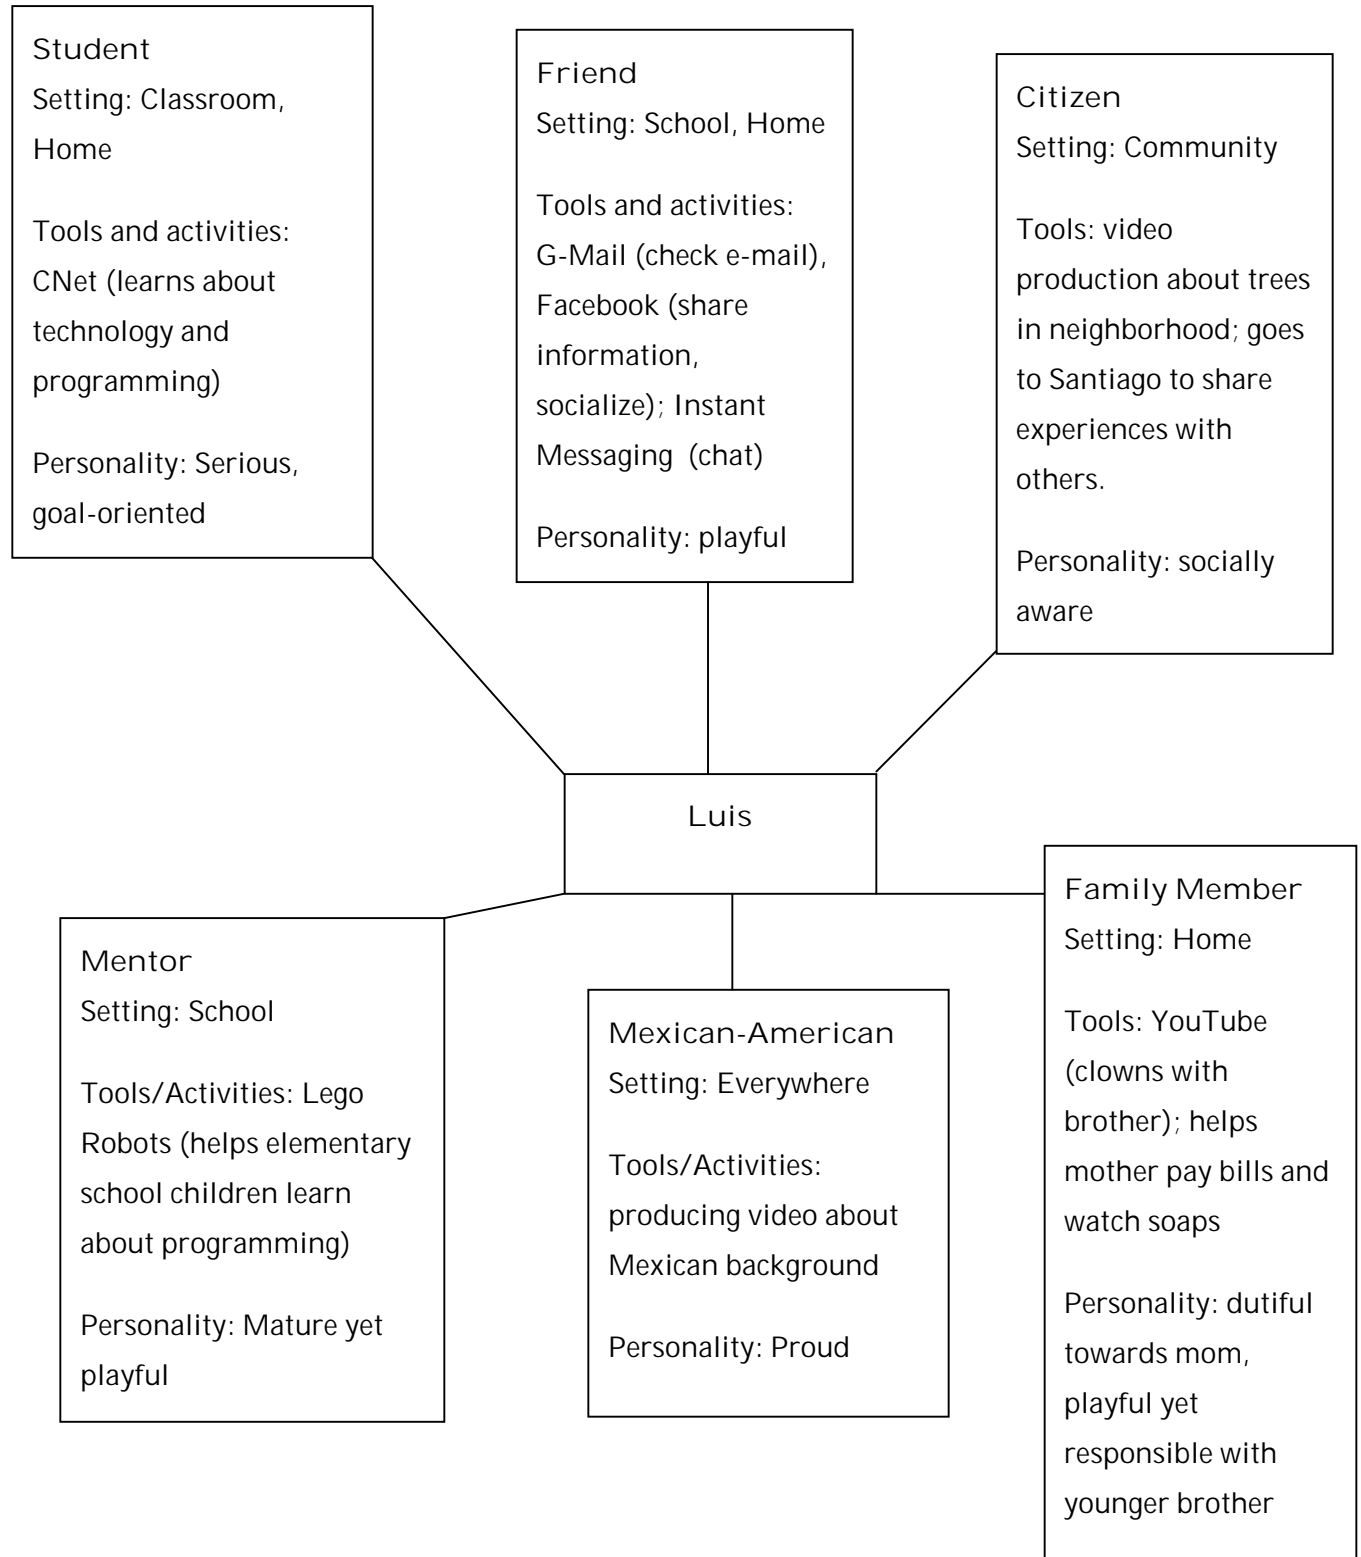 Student
Setting: Classroom,
Home
Tools and activities:
CNet (learns about
technology and
programming)
Personality: Serious,
goal-oriented
Friend
Setting: School, Home
Tools and activities:
G-Mail (check e-mail),
Facebook (share
information,
socialize); Instant
Messaging (chat)
Personality: playful
Citizen
Setting: Community
Tools: video
production about trees
in neighborhood; goes
to Santiago to share
experiences with
others.
Personality: socially
aware
Luis
Mentor
Setting: School
Tools/Activities: Lego
Robots (helps elementary
school children learn
about programming)
Personality: Mature yet
playful
Mexican-American
Setting: Everywhere
Tools/Activities:
producing video about
Mexican background
Personality: Proud
Family Member
Setting: Home
Tools: YouTube
(clowns with
brother); helps
mother pay bills and
watch soaps
Personality: dutiful
towards mom,
playful yet
responsible with
younger brother